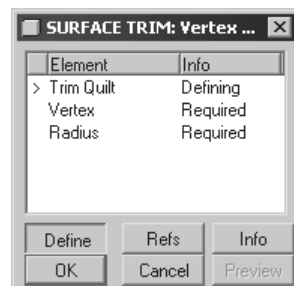 SURFACE TRIM: Vertex ...
Element Info
> Trim Quilt Defining
Vertex Required
Radius Required
Define Refs Info
OK Cancel Preview